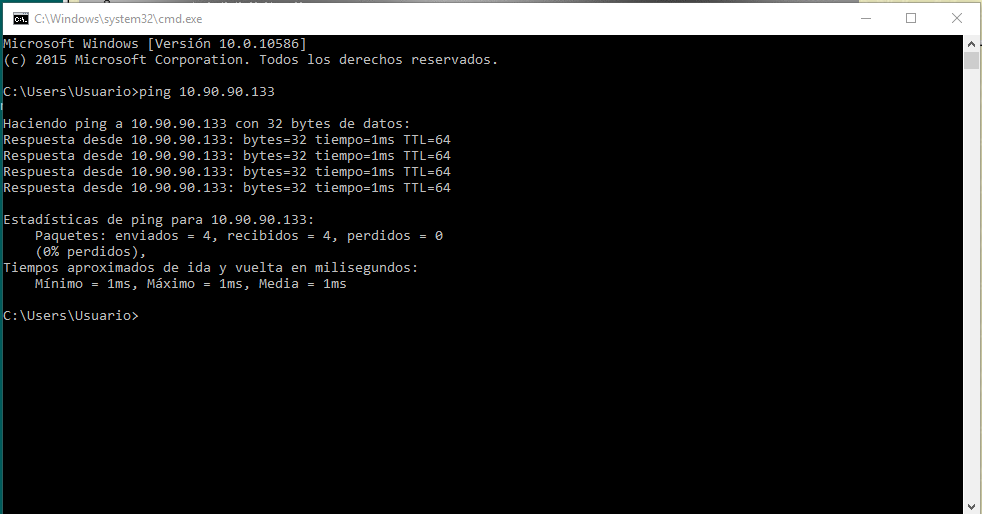 C:\Windows\system32\cmd.exe
Microsoft Windows [Versión 10.0.10586]
(c) 2015 Microsoft Corporation. Todos los derechos reservados.
C:\Users\Usuario>ping 10.90.90.133
Haciendo ping a 10.90.90.133 con 32 bytes de datos:
Respuesta desde 10.90.90.133: bytes=32 tiempo=1ms TTL=64
Respuesta desde 10.90.90.133: bytes=32 tiempo=1ms TTL=64
Respuesta desde 10.90.90.133: bytes=32 tiempo=1ms TTL=64
Respuesta desde 10.90.90.133: bytes=32 tiempo=1ms TTL=64
Estadísticas de ping para 10.90.90.133:
    Paquetes: enviados = 4, recibidos = 4, perdidos = 0
    (0% perdidos),
Tiempos aproximados de ida y vuelta en milisegundos:
    Mínimo = 1ms, Máximo = 1ms, Media = 1ms
C:\Users\Usuario>